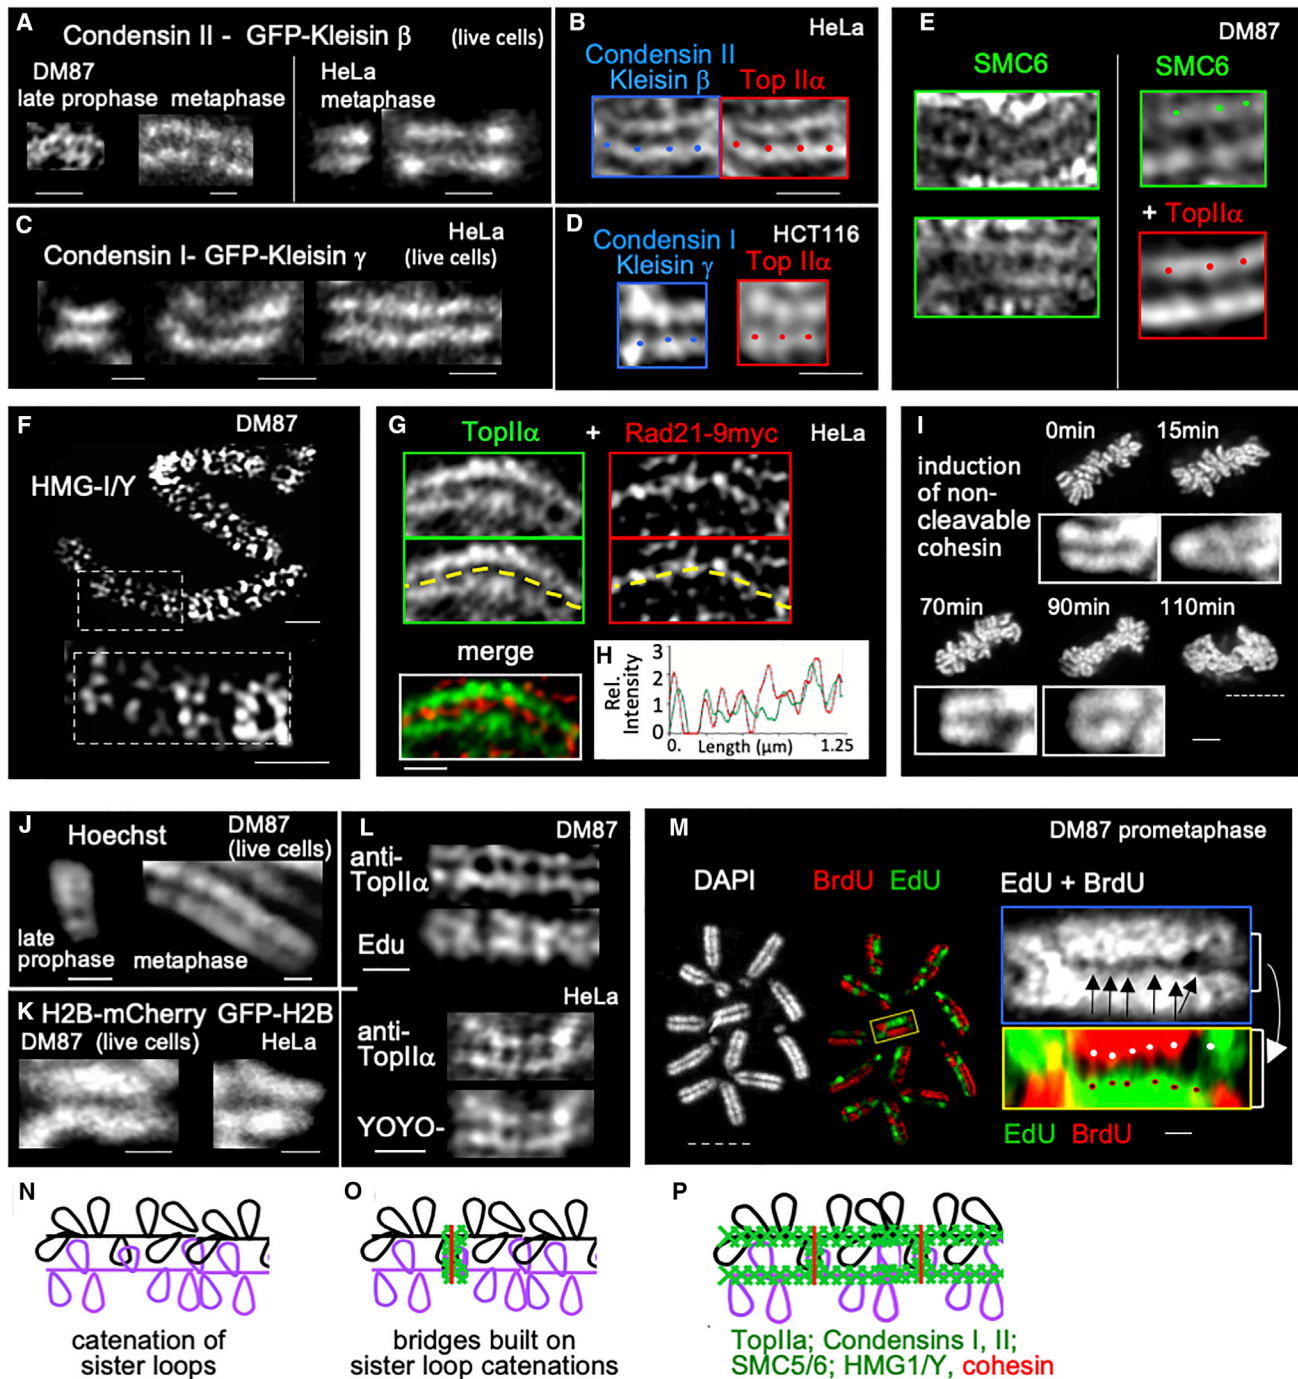 A
Condensin II - GFP-Kleisin β (live cells)
DM87
late prophase metaphase
HeLa
metaphase
B
HeLa
Condensin II
Kleisin β Top IIα
C
HeLa
Condensin I- GFP-Kleisin γ (live cells)
D
HCT116
Condensin I
Kleisin γ Top IIα
E
DM87
SMC6
SMC6
+ TopIIα
F
DM87
HMG-I/Y
G
TopIIα + Rad21-9myc HeLa
merge
H
Rel.
Intensity
3
2
1
0
0. Length (μm) 1.25
I
0min 15min
induction
of non-
cleavable
cohesin
70min 90min 110min
J
Hoechst DM87
(live cells)
late
prophase metaphase
K
H2B-mCherry GFP-H2B
DM87 (live cells) HeLa
L
DM87
anti-
TopIIα
Edu
HeLa
anti-
TopIIα
YOYO-
M
DM87 prometaphase
DAPI BrdU EdU EdU + BrdU
EdU BrdU
N
catenation of
sister loops
O
bridges built on
sister loop catenations
P
TopIIa; Condensins I, II;
SMC5/6; HMG1/Y, cohesin